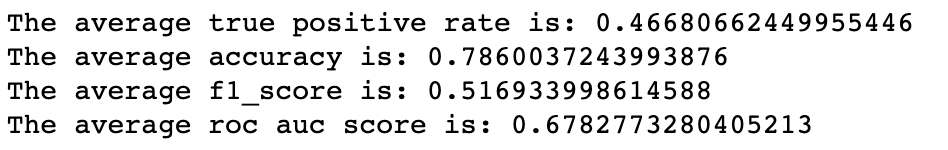 The average true positive rate is: 0.46680662449955446
The average accuracy is: 0.7860037243993876
The average f1_score is: 0.516933998614588
The average roc auc score is: 0.6782773280405213